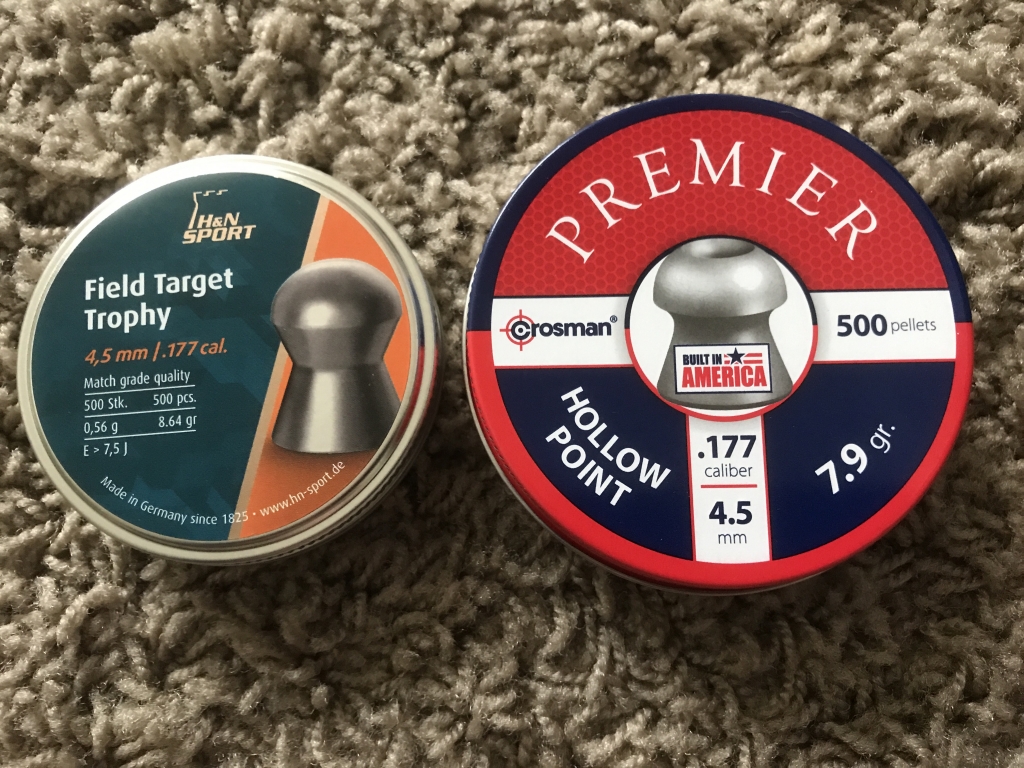 H&N
SPORT
Field Target
Trophy
4,5 mm | .177 cal.
Match grade quality
500 Stk. 500 pcs.
0,56 g 8.64 gr
E > 7,5 J
Made in Germany since 1825 • www.hn-sport.de
PREMIER
crosman®
500 pellets
BUILT IN
AMERICA
HOLLOW
POINT
.177
caliber
4.5
mm
7.9 gr.